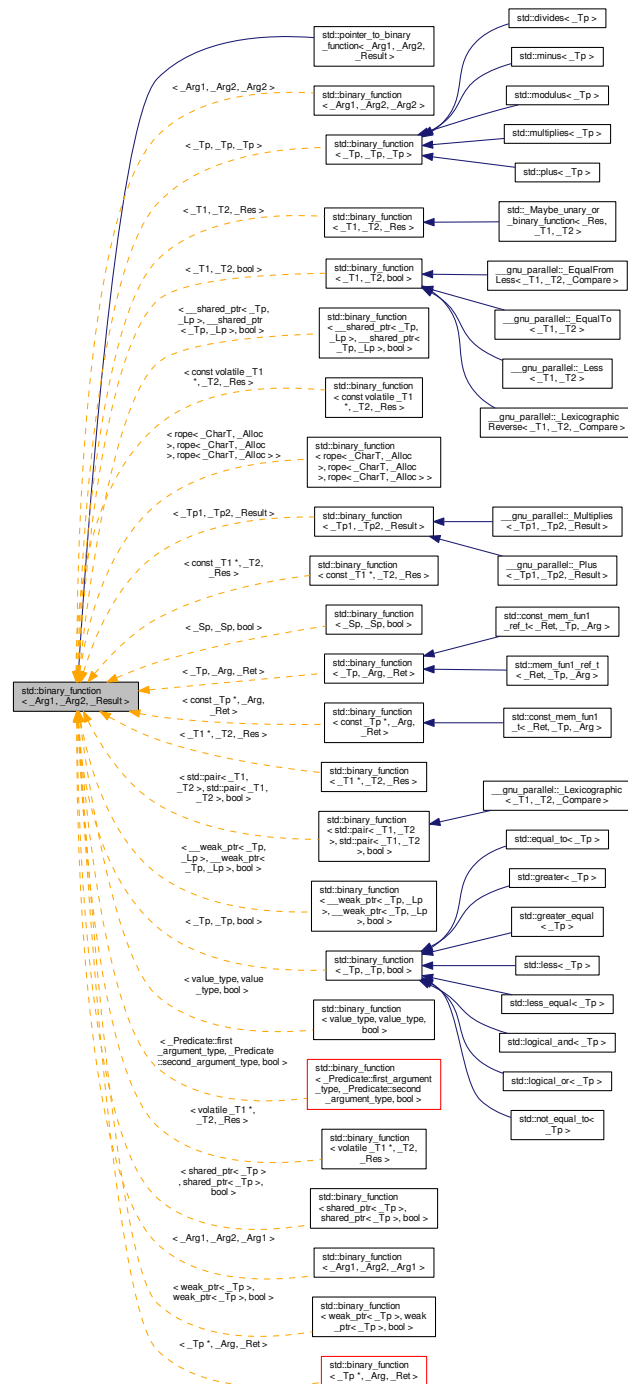 std::pointer_to_binary
_function< _Arg1, _Arg2,
_Result >
std::divides< _Tp >
std::minus< _Tp >
std::modulus< _Tp >
std::multiplies< _Tp >
std::plus< _Tp >
< _Arg1, _Arg2, _Arg2 >
std::binary_function
< _Arg1, _Arg2, _Arg2 >
< _Tp, _Tp, _Tp >
std::binary_function
< _Tp, _Tp, _Tp >
< _T1, _T2, _Res >
std::binary_function
< _T1, _T2, _Res >
std::_Maybe_unary_or
_binary_function< _Res,
_T1, _T2 >
< _T1, _T2, bool >
std::binary_function
< _T1, _T2, bool >
__gnu_parallel::_EqualFrom
Less< _T1, _T2, _Compare >
__gnu_parallel::_EqualTo
< _T1, _T2 >
__gnu_parallel::_Less
< _T1, _T2 >
__gnu_parallel::_Lexicographic
Reverse< _T1, _T2, _Compare >
< __shared_ptr< _Tp,
_Lp >, __shared_ptr
< _Tp, _Lp >, bool >
std::binary_function
< __shared_ptr< _Tp,
_Lp >, __shared_ptr<
_Tp, _Lp >, bool >
< const volatile _T1
*, _T2, _Res >
std::binary_function
< const volatile _T1
*, _T2, _Res >
< rope< _CharT, _Alloc
>, rope< _CharT, _Alloc
>, rope< _CharT, _Alloc > >
std::binary_function
< rope< _CharT, _Alloc
>, rope< _CharT, _Alloc
>, rope< _CharT, _Alloc > >
< _Tp1, _Tp2, _Result >
std::binary_function
< _Tp1, _Tp2, _Result >
__gnu_parallel::_Multiplies
< _Tp1, _Tp2, _Result >
__gnu_parallel::_Plus
< _Tp1, _Tp2, _Result >
< const _T1 *, _T2,
_Res >
std::binary_function
< const _T1 *, _T2, _Res >
< _Sp, _Sp, bool >
std::binary_function
< _Sp, _Sp, bool >
std::const_mem_fun1
_ref_t< _Ret, _Tp, _Arg >
< _Tp, _Arg, _Ret >
std::binary_function
< _Tp, _Arg, _Ret >
std::mem_fun1_ref_t
< _Ret, _Tp, _Arg >
std::binary_function
< _Arg1, _Arg2, _Result >
< const _Tp *, _Arg,
_Ret >
std::binary_function
< const _Tp *, _Arg,
_Ret >
std::const_mem_fun1
_t< _Ret, _Tp, _Arg >
< _T1 *, _T2, _Res >
std::binary_function
< _T1 *, _T2, _Res >
< std::pair< _T1,
_T2 >, std::pair< _T1,
_T2 >, bool >
std::binary_function
< std::pair< _T1, _T2
>, std::pair< _T1, _T2
>, bool >
__gnu_parallel::_Lexicographic
< _T1, _T2, _Compare >
< __weak_ptr< _Tp,
_Lp >, __weak_ptr<
_Tp, _Lp >, bool >
std::binary_function
< __weak_ptr< _Tp, _Lp
>, __weak_ptr< _Tp, _Lp
>, bool >
< _Tp, _Tp, bool >
std::binary_function
< _Tp, _Tp, bool >
std::equal_to< _Tp >
std::greater< _Tp >
std::greater_equal
< _Tp >
std::less< _Tp >
std::less_equal< _Tp >
std::logical_and< _Tp >
std::logical_or< _Tp >
std::not_equal_to<
_Tp >
< value_type, value
_type, bool >
std::binary_function
< value_type, value_type,
bool >
< _Predicate::first
_argument_type, _Predicate
::second_argument_type, bool >
std::binary_function
< _Predicate::first_argument
_type, _Predicate::second
_argument_type, bool >
< volatile _T1 *,
_T2, _Res >
std::binary_function
< volatile _T1 *, _T2,
_Res >
< shared_ptr< _Tp >
, shared_ptr< _Tp >,
bool >
std::binary_function
< shared_ptr< _Tp >,
shared_ptr< _Tp >, bool >
< _Arg1, _Arg2, _Arg1 >
std::binary_function
< _Arg1, _Arg2, _Arg1 >
< weak_ptr< _Tp >,
weak_ptr< _Tp >, bool >
std::binary_function
< weak_ptr< _Tp >, weak
_ptr< _Tp >, bool >
< _Tp *, _Arg, _Ret >
std::binary_function
< _Tp *, _Arg, _Ret >